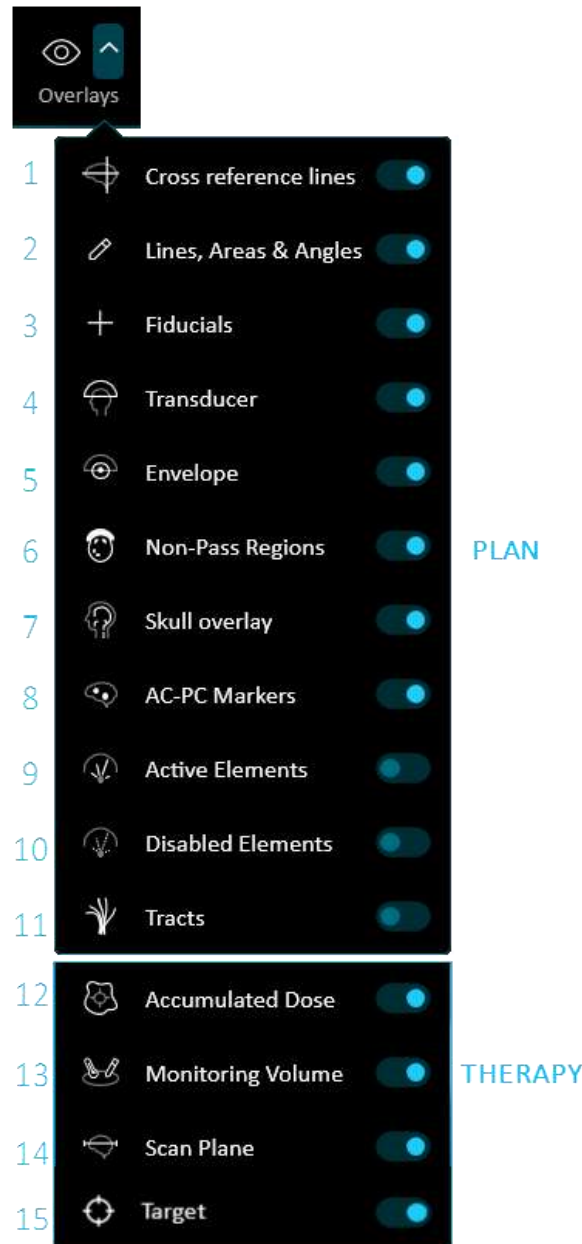 Overlays
1 Cross reference lines
2 Lines, Areas & Angles
3 Fiducials
4 Transducer
5 Envelope
6 Non-Pass Regions PLAN
7 Skull overlay
8 AC-PC Markers
9 Active Elements
10 Disabled Elements
11 Tracts
12 Accumulated Dose
13 Monitoring Volume THERAPY
14 Scan Plane
15 Target